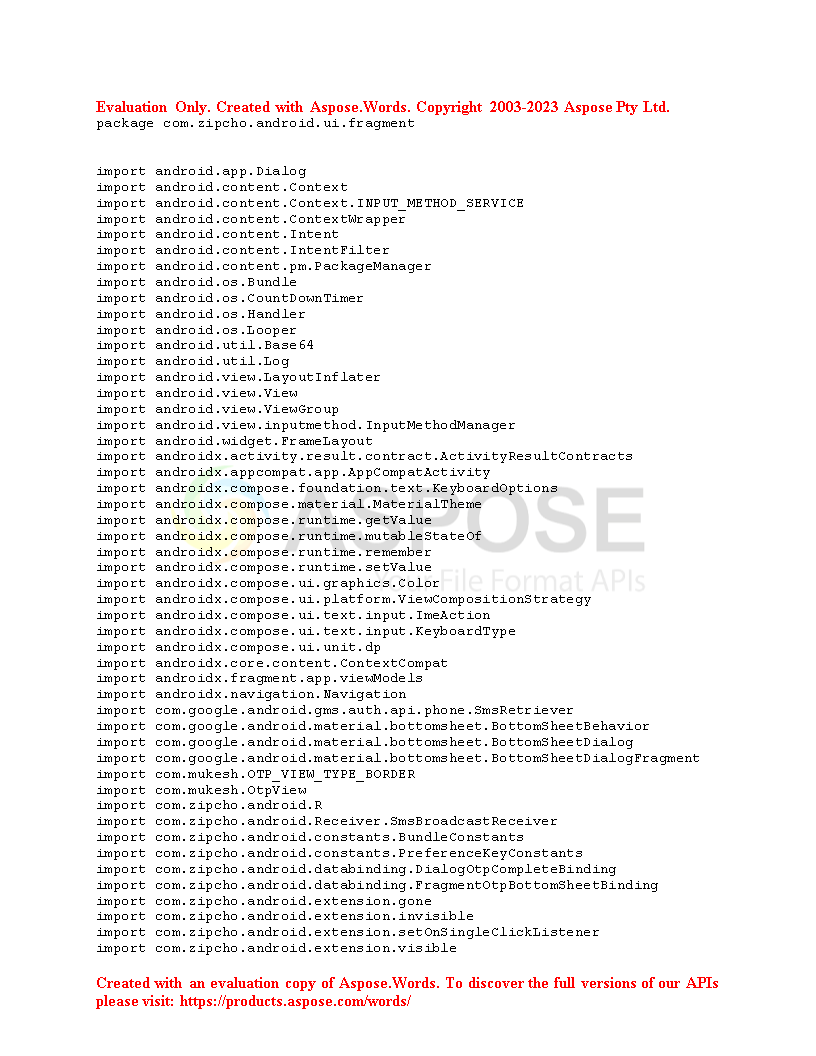 Evaluation Only. Created with Aspose.Words. Copyright 2003-2023 Aspose Pty Ltd.
package com.zipcho.android.ui.fragment
import android.app.Dialog
import android.content.Context
import android.content.Context.INPUT_METHOD_SERVICE
import android.content.ContextWrapper
import android.content.Intent
import android.content.IntentFilter
import android.content.pm.PackageManager
import android.os.Bundle
import android.os.CountDownTimer
import android.os.Handler
import android.os.Looper
import android.util.Base64
import android.util.Log
import android.view.LayoutInflater
import android.view.View
import android.view.ViewGroup
import android.view.inputmethod.InputMethodManager
import android.widget.FrameLayout
import androidx.activity.result.contract.ActivityResultContracts
import androidx.appcompat.app.AppCompatActivity
import androidx.compose.foundation.text.KeyboardOptions
import androidx.compose.material.MaterialTheme
import androidx.compose.runtime.getValue
import androidx.compose.runtime.mutableStateOf
import androidx.compose.runtime.remember
import androidx.compose.runtime.setValue
import androidx.compose.ui.graphics.Color
import androidx.compose.ui.platform.ViewCompositionStrategy
import androidx.compose.ui.text.input.ImeAction
import androidx.compose.ui.text.input.KeyboardType
import androidx.compose.ui.unit.dp
import androidx.core.content.ContextCompat
import androidx.fragment.app.viewModels
import androidx.navigation.Navigation
import com.google.android.gms.auth.api.phone.SmsRetriever
import com.google.android.material.bottomsheet.BottomSheetBehavior
import com.google.android.material.bottomsheet.BottomSheetDialog
import com.google.android.material.bottomsheet.BottomSheetDialogFragment
import com.mukesh.OTP_VIEW_TYPE_BORDER
import com.mukesh.OtpView
import com.zipcho.android.R
import com.zipcho.android.Receiver.SmsBroadcastReceiver
import com.zipcho.android.constants.BundleConstants
import com.zipcho.android.constants.PreferenceKeyConstants
import com.zipcho.android.databinding.DialogOtpCompleteBinding
import com.zipcho.android.databinding.FragmentOtpBottomSheetBinding
import com.zipcho.android.extension.gone
import com.zipcho.android.extension.invisible
import com.zipcho.android.extension.setOnSingleClickListener
import com.zipcho.android.extension.visible
ASPOSE
File Format APIs
Created with an evaluation copy of Aspose.Words. To discover the full versions of our APIs
please visit: https://products.aspose.com/words/